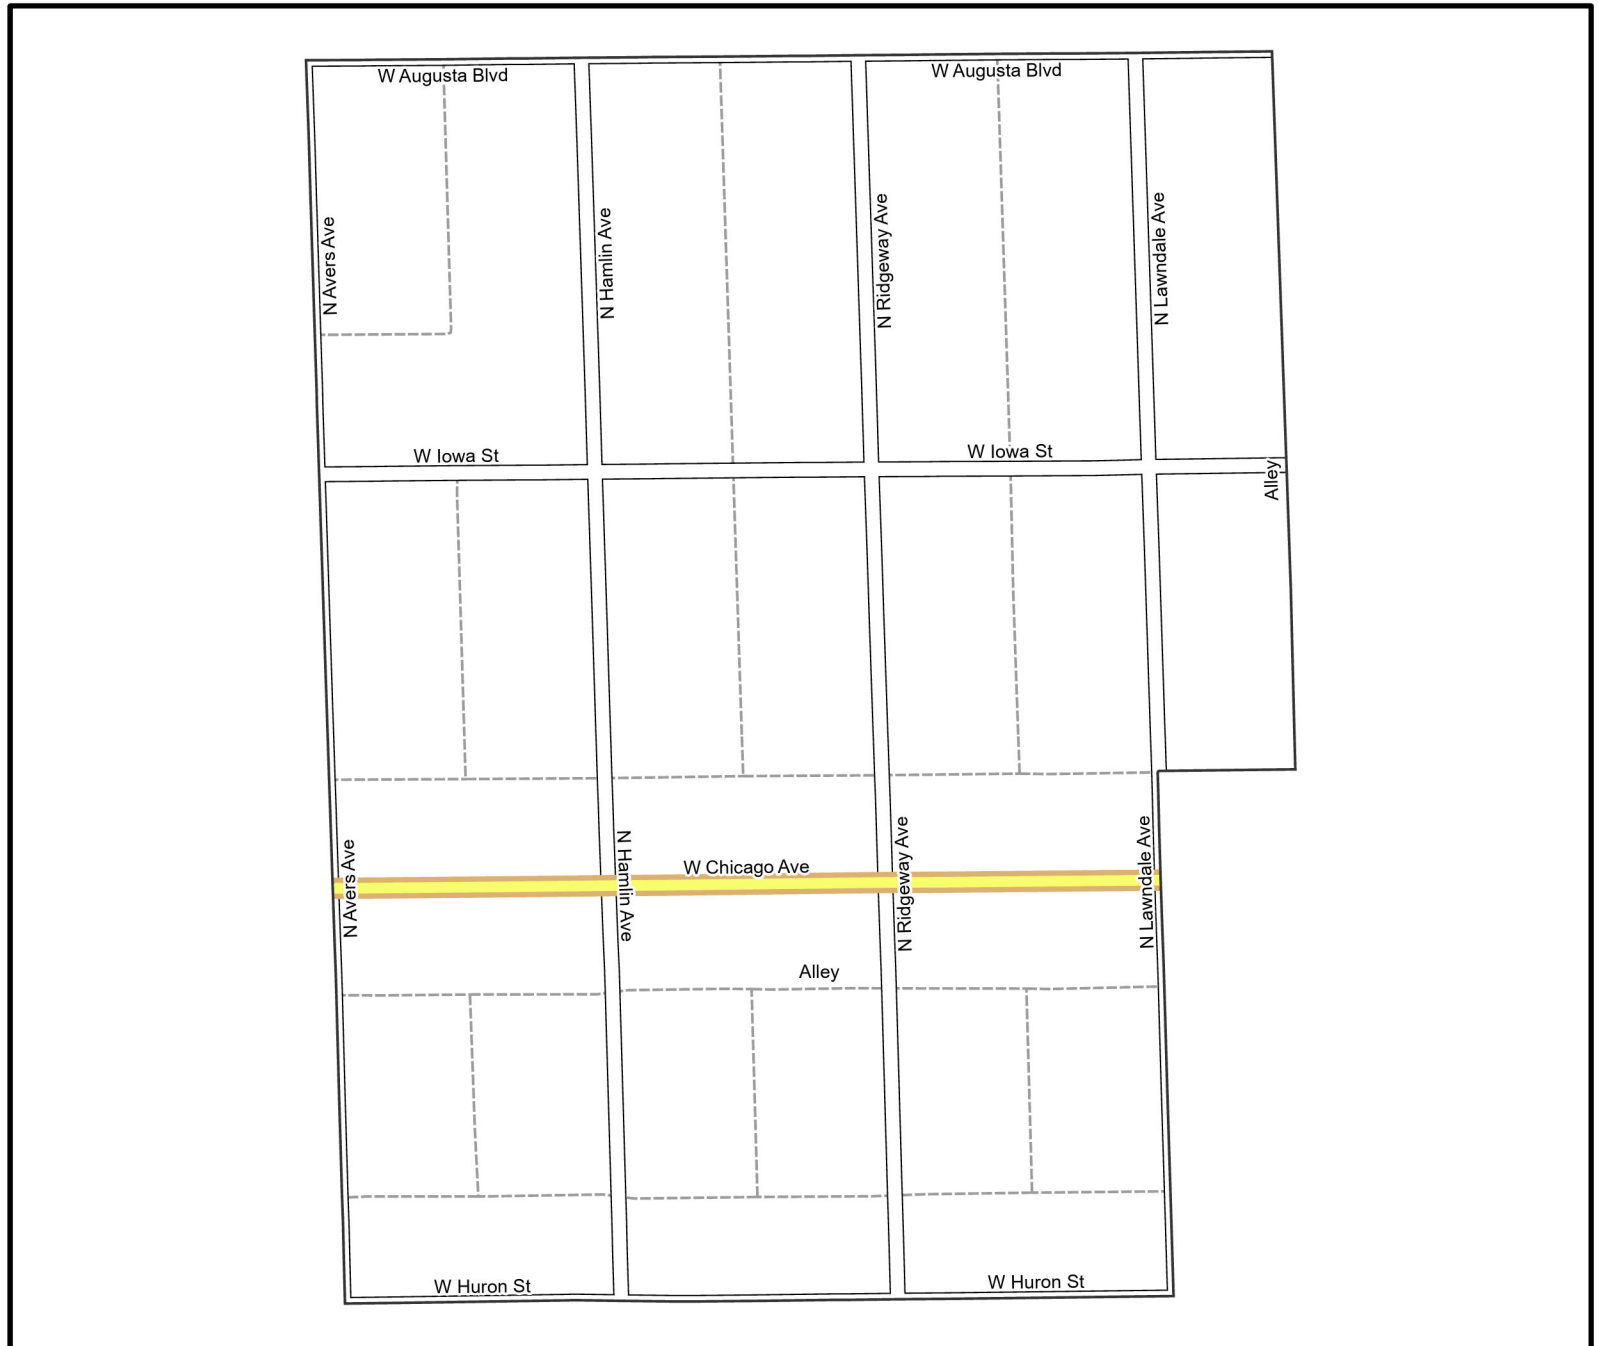 W Augusta Blvd
W Augusta Blvd
N Avers Ave
N Hamlin Ave
N Ridgeway Ave
N Lawndale Ave
W Iowa St
W Iowa St
Alley
N Avers Ave
N Hamlin Ave
W Chicago Ave
N Ridgeway Ave
N Lawndale Ave
Alley
W Huron St
W Huron St